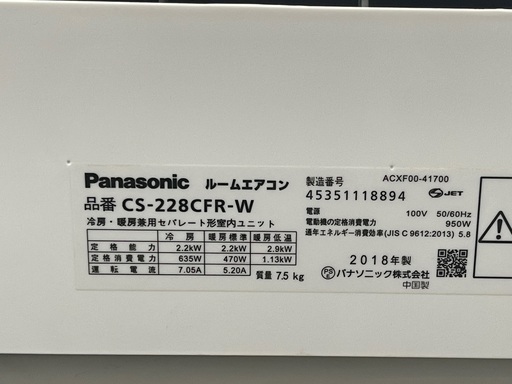 Panasonic ルームエアコン
品番 CS-228CFR-W
冷房・暖房兼用セパレート形室内ユニット
冷房 暖房標準 暖房低温
定格能力 2.2kW 2.2kW 2.9kW
定格消費電力 635W 470W 1.13kW
運転電流 7.05A 5.20A
質量 7.5 kg
ACXF00-41700
製造番号
45351118894 JET
電源 100V 50/60Hz
電動機の定格消費電力 950W
通年エネルギー消費効率(JIS C 9612:2013) 5.8
2018年製
PSE パナソニック株式会社
中国製